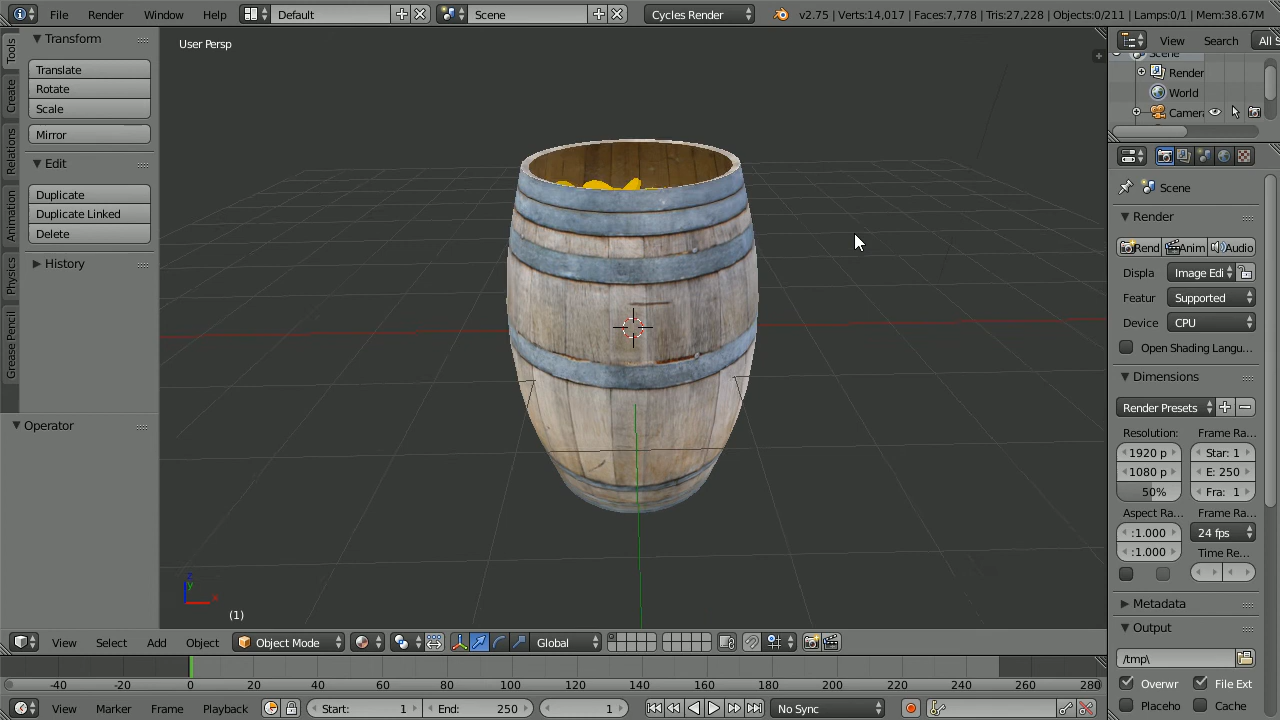 File Render Window Help Default Scene Cycles Render v2.75 | Verts:14,017 | Faces:7,778 | Tris:27,228 | Objects:0/211 | Lamps:0/1 | Mem:38.67M
Tools
Create
Relations
Animation
Physics
Grease Pencil
Transform
Translate
Rotate
Scale
Mirror
Edit
Duplicate
Duplicate Linked
Delete
History
Operator
User Persp
z
y
x
(1)
View Select Add Object Object Mode Global
View Search All S
Scene
Render
World
Camera
Scene
Render
Rend Anim Audio
Displa Image Edi
Featur Supported
Device CPU
Open Shading Langu...
Dimensions
Render Presets
Resolution: Frame Ra...
1920 p Star: 1
1080 p E: 250
50% Fra: 1
Aspect Ra... Frame Ra...
:1.000 24 fps
:1.000 Time Re...
Metadata
Output
/tmp\
Overwr File Ext
Placeho Cache
-40 -20 0 20 40 60 80 100 120 140 160 180 200 220 240 260 280
View Marker Frame Playback Start: 1 End: 250 1 No Sync